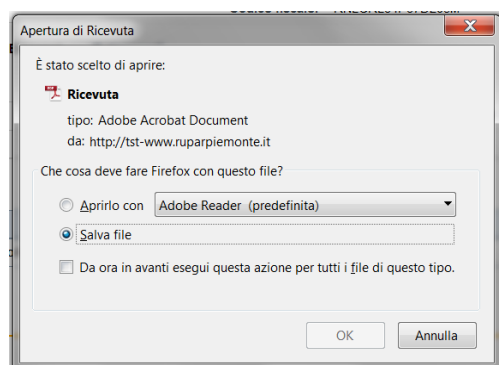 Apertura di Ricevuta
È stato scelto di aprire:
Ricevuta
tipo: Adobe Acrobat Document
da: http://tst-www.ruparpiemonte.it
Che cosa deve fare Firefox con questo file?
Aprirlo con Adobe Reader (predefinita)
Salva file
Da ora in avanti esegui questa azione per tutti i file di questo tipo.
OK Annulla